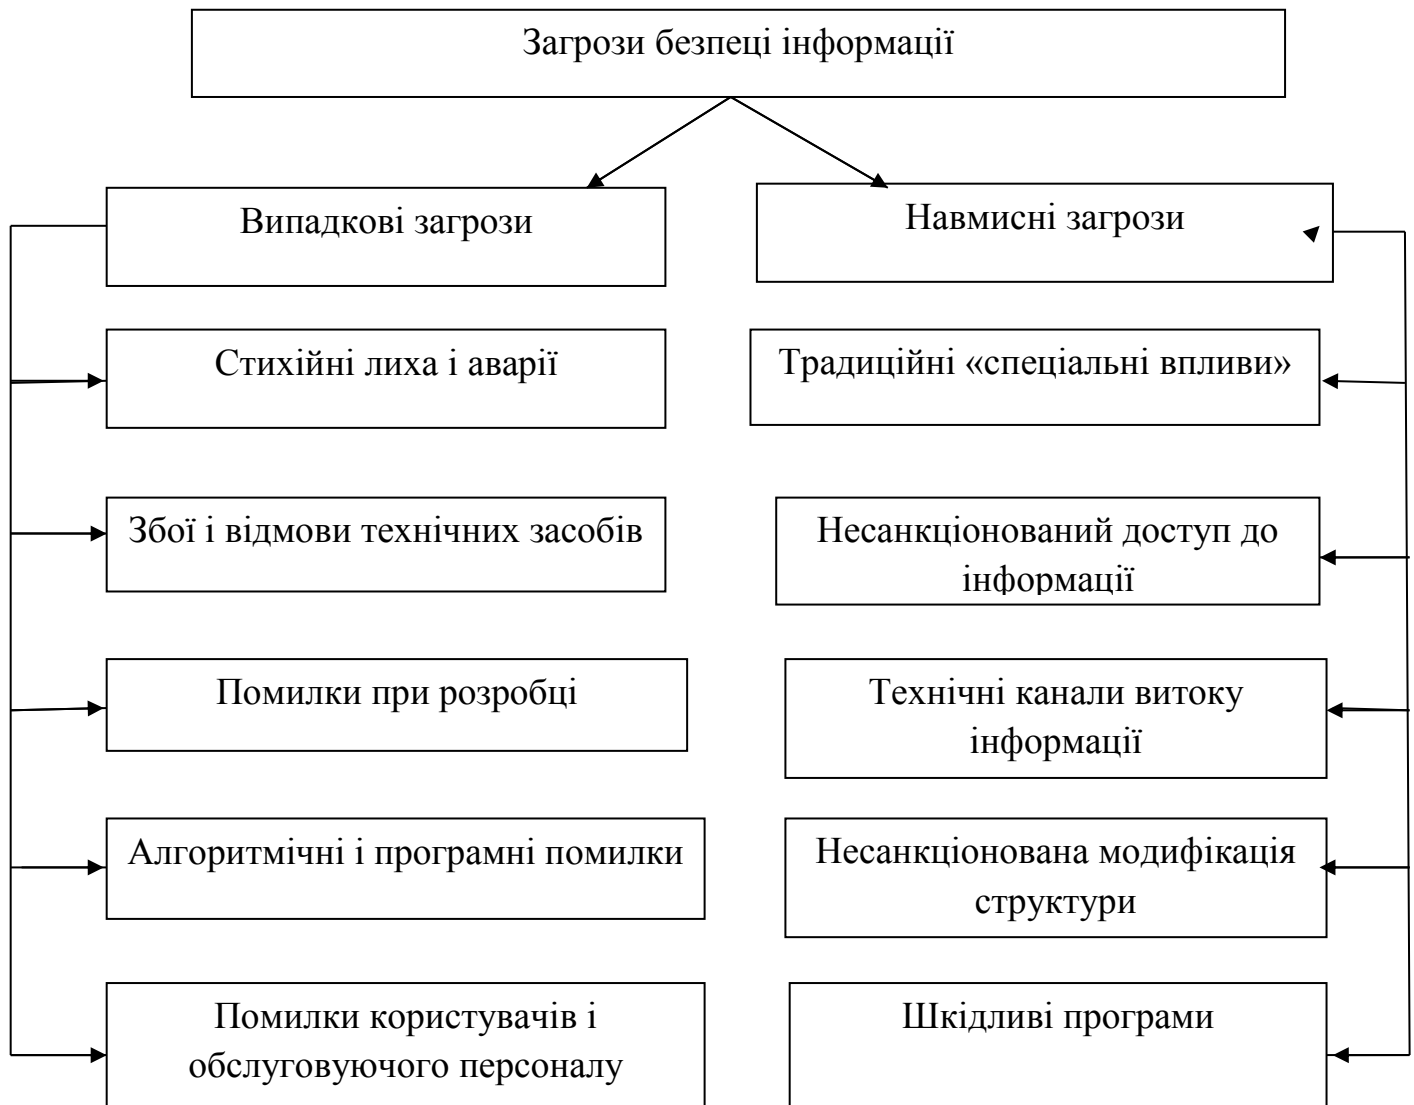 Загрози безпеці інформації
Випадкові загрози
Навмисні загрози
Стихійні лиха і аварії
Традиційні «спеціальні впливи»
Збої і відмови технічних засобів
Несанкціонований доступ до
інформації
Помилки при розробці
Технічні канали витоку
інформації
Алгоритмічні і програмні помилки
Несанкціонована модифікація
структури
Помилки користувачів і
обслуговуючого персоналу
Шкідливі програми